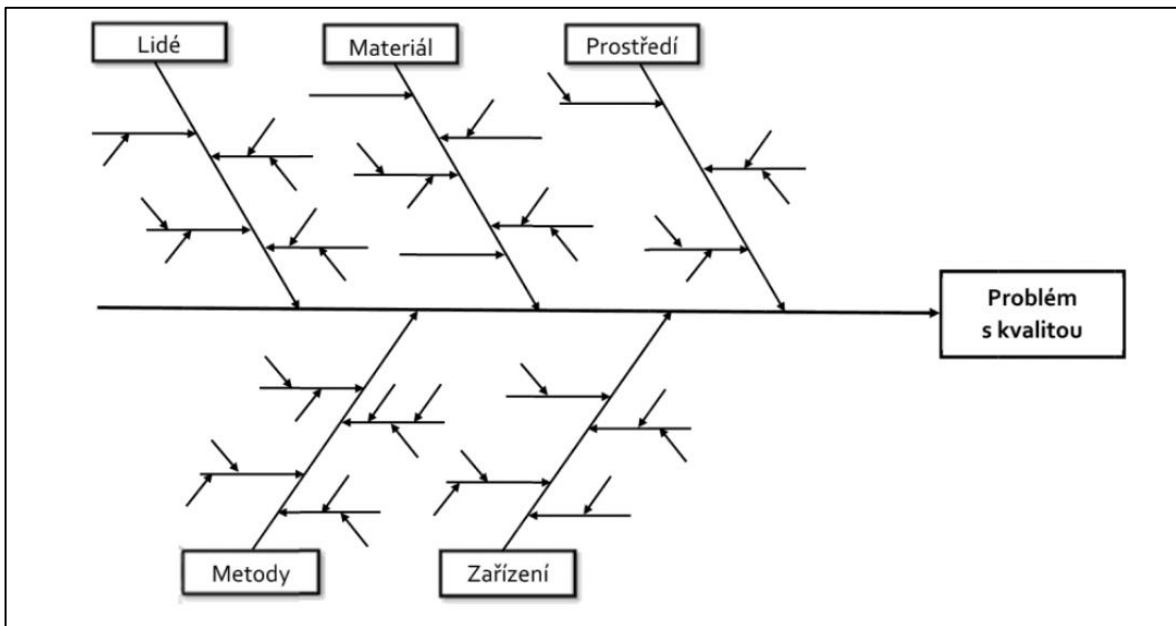 Lidé
Materiál
Prostředí
Problém
s kvalitou
Metody
Zařízení